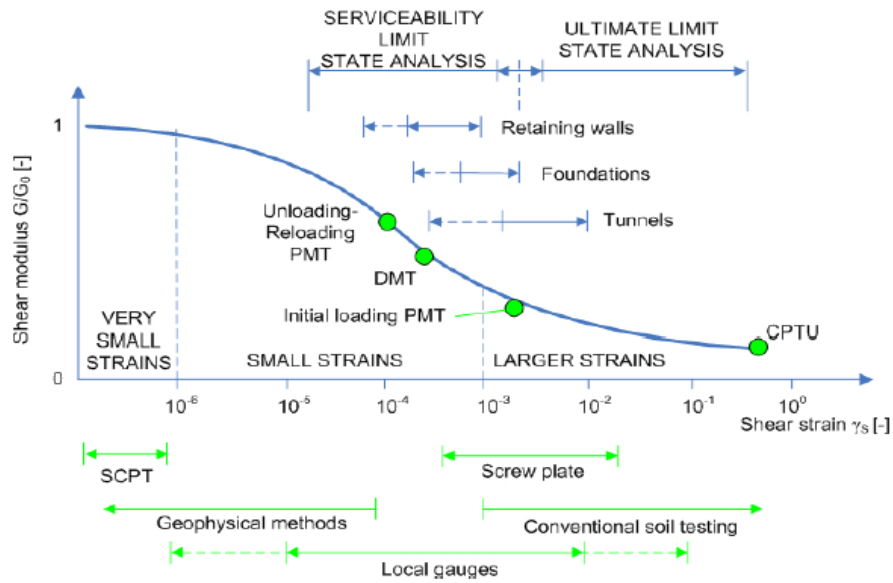 SERVICEABILITY
LIMIT
STATE ANALYSIS
ULTIMATE LIMIT
STATE ANALYSIS
Shear modulus G/G₀ [-]
1
Retaining walls
Foundations
Unloading-
Reloading
PMT
Tunnels
DMT
Initial loading PMT
CPTU
VERY
SMALL
STRAINS
SMALL STRAINS
LARGER STRAINS
0
10⁻⁶
10⁻⁵
10⁻⁴
10⁻³
10⁻²
10⁻¹
10⁰
Shear strain γₛ [-]
SCPT
Screw plate
Geophysical methods
Conventional soil testing
Local gauges